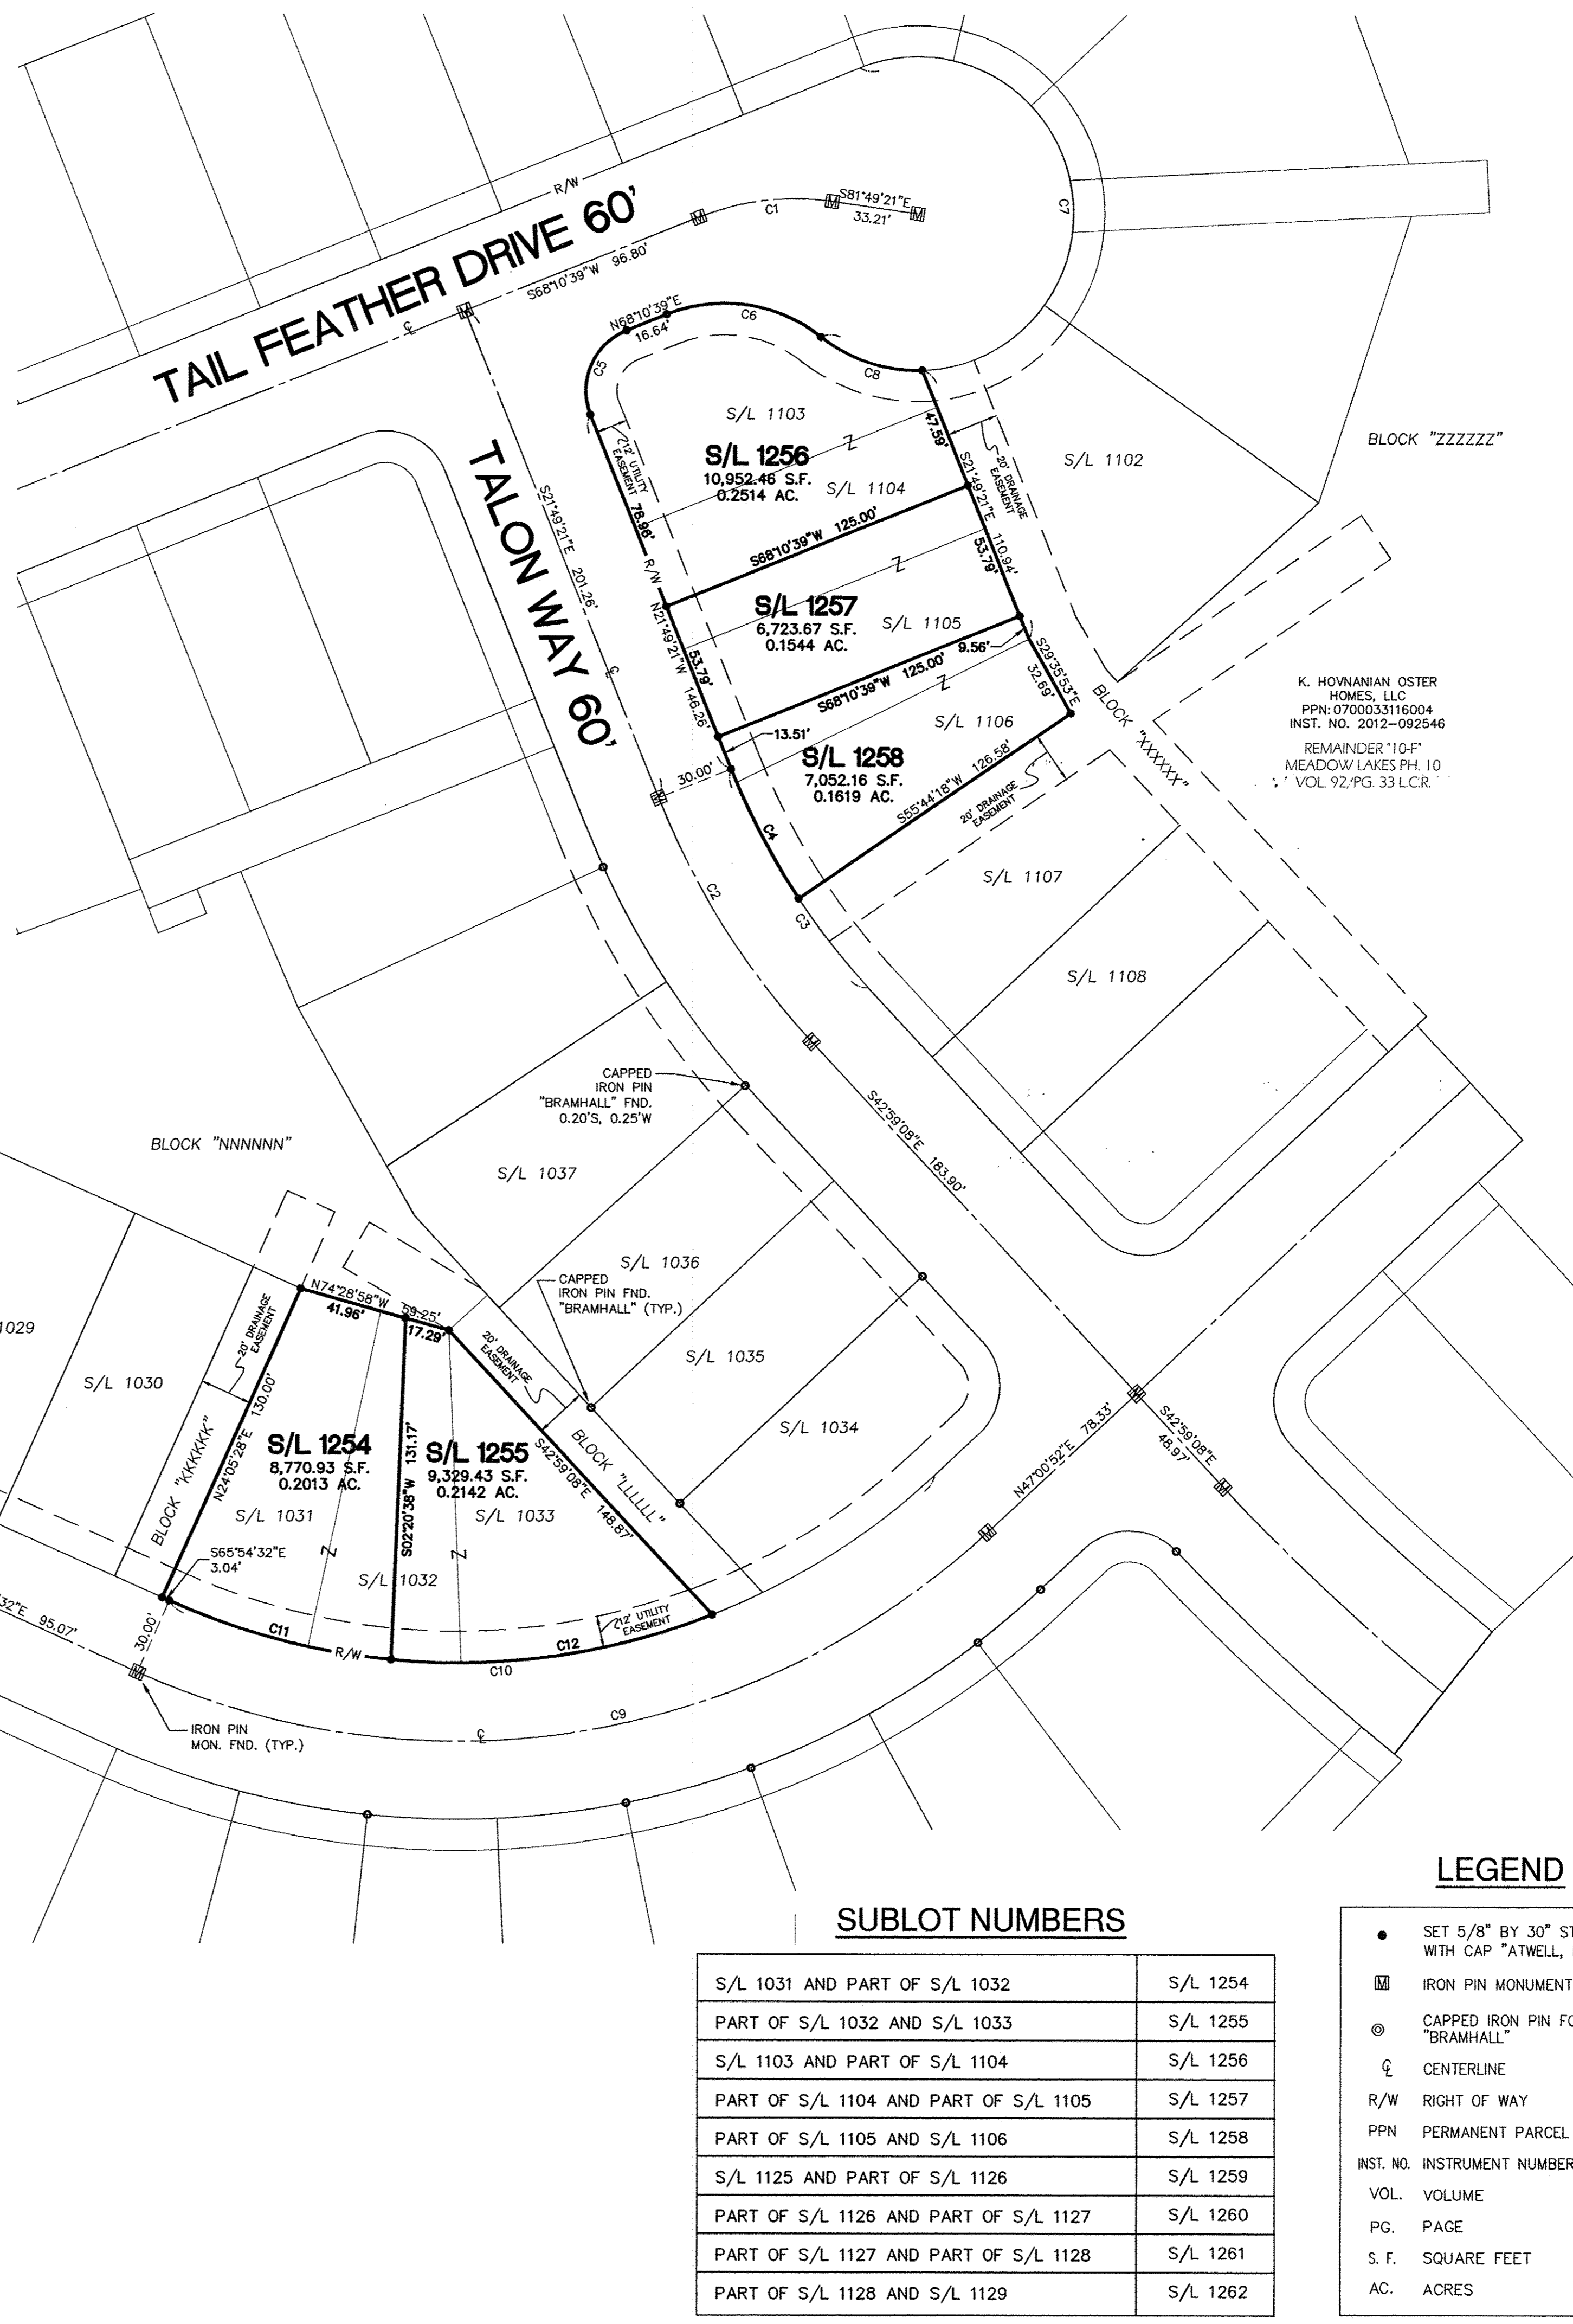 R/W
S81°49'21"E
33.21'
C1
C7
TAIL FEATHER DRIVE 60'
S68°10'39"W 96.80'
N68°10'39"E
16.64'
C6
C5
C8
S/L 1103
47.59'
BLOCK "ZZZZZZ"
S/L 1102
S/L 1256
10,952.46 S.F.
0.2514 AC.
12' UTILITY
EASEMENT
78.96'
Z
S/L 1104
20' DRAINAGE
EASEMENT
S21°49'21"E 110.94'
TALON WAY 60'
S21°49'21"E 201.26'
S68°10'39"W 125.00'
53.79'
R/W
Z
S/L 1257
6,723.67 S.F.
0.1544 AC.
S/L 1105
N21°49'21"W 146.26'
53.79'
9.56'
S29°35'53"E
32.69'
S68°10'39"W 125.00'
Z
S/L 1106
BLOCK "XXXXXX"
K. HOVNANIAN OSTER
HOMES, LLC
PPN: 0700033116004
INST. NO. 2012-092546
REMAINDER "10-F"
MEADOW LAKES PH. 10
VOL. 92, PG. 33 L.C.R.
13.51'
S/L 1258
7,052.16 S.F.
0.1619 AC.
30.00'
S55°44'18"W 126.58'
20' DRAINAGE
EASEMENT
C4
C2
C3
S/L 1107
S/L 1108
CAPPED
IRON PIN
"BRAMHALL" FND.
0.20'S, 0.25'W
S42°59'08"E 183.90'
BLOCK "NNNNNN"
S/L 1037
S/L 1036
CAPPED
IRON PIN FND.
"BRAMHALL" (TYP.)
N74°28'58"W 59.25'
41.96'
17.29'
20' DRAINAGE
EASEMENT
20' DRAINAGE
EASEMENT
1029
S/L 1030
S/L 1035
S/L 1034
N24°05'28"E 130.00'
S/L 1254
8,770.93 S.F.
0.2013 AC.
S02°20'38"W 131.17'
S/L 1255
9,329.43 S.F.
0.2142 AC.
S42°59'08"E 148.87'
BLOCK "LLLLLL"
BLOCK "KKKKKK"
N47°00'52"E 78.33'
S42°59'08"E
48.97'
S/L 1031
S/L 1033
S65°54'32"E
3.04'
Z
Z
S/L 1032
32"E 95.07'
30.00'
C11
R/W
C12
12' UTILITY
EASEMENT
C10
C9
IRON PIN
MON. FND. (TYP.)
SUBLOT NUMBERS
S/L 1031 AND PART OF S/L 1032 S/L 1254
PART OF S/L 1032 AND S/L 1033 S/L 1255
S/L 1103 AND PART OF S/L 1104 S/L 1256
PART OF S/L 1104 AND PART OF S/L 1105 S/L 1257
PART OF S/L 1105 AND S/L 1106 S/L 1258
S/L 1125 AND PART OF S/L 1126 S/L 1259
PART OF S/L 1126 AND PART OF S/L 1127 S/L 1260
PART OF S/L 1127 AND PART OF S/L 1128 S/L 1261
PART OF S/L 1128 AND S/L 1129 S/L 1262
LEGEND
SET 5/8" BY 30" ST
WITH CAP "ATWELL,
IRON PIN MONUMENT
CAPPED IRON PIN FO
"BRAMHALL"
CENTERLINE
R/W RIGHT OF WAY
PPN PERMANENT PARCEL
INST. NO. INSTRUMENT NUMBER
VOL. VOLUME
PG. PAGE
S. F. SQUARE FEET
AC. ACRES